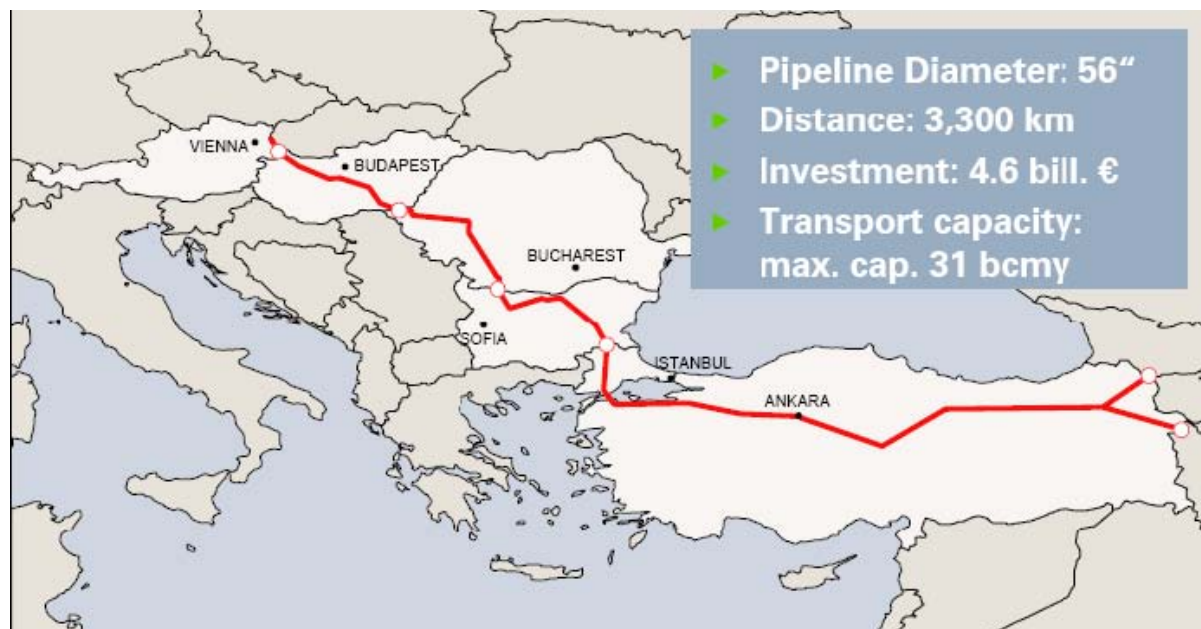 Pipeline Diameter: 56“
Distance: 3,300 km
Investment: 4.6 bill. €
Transport capacity:
max. cap. 31 bcmy
VIENNA
BUDAPEST
BUCHAREST
SOFIA
ISTANBUL
ANKARA